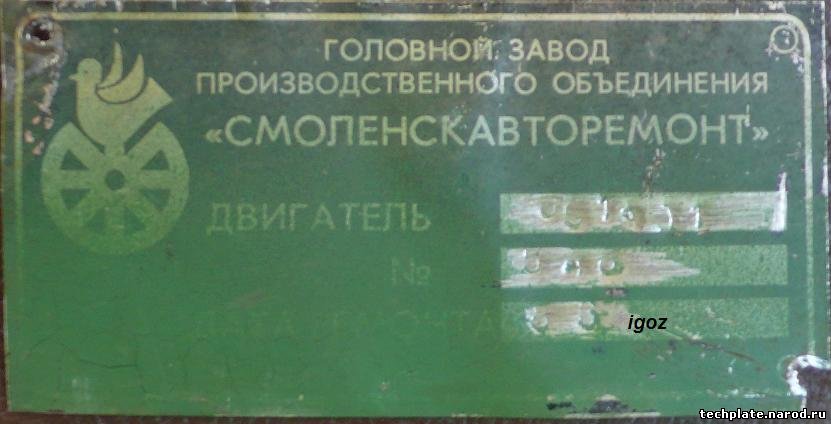 ГОЛОВНОЙ ЗАВОД
ПРОИЗВОДСТВЕННОГО ОБЪЕДИНЕНИЯ
«СМОЛЕНСКАВТОРЕМОНТ»
ДВИГАТЕЛЬ
№
igoz
techplate.narod.ru